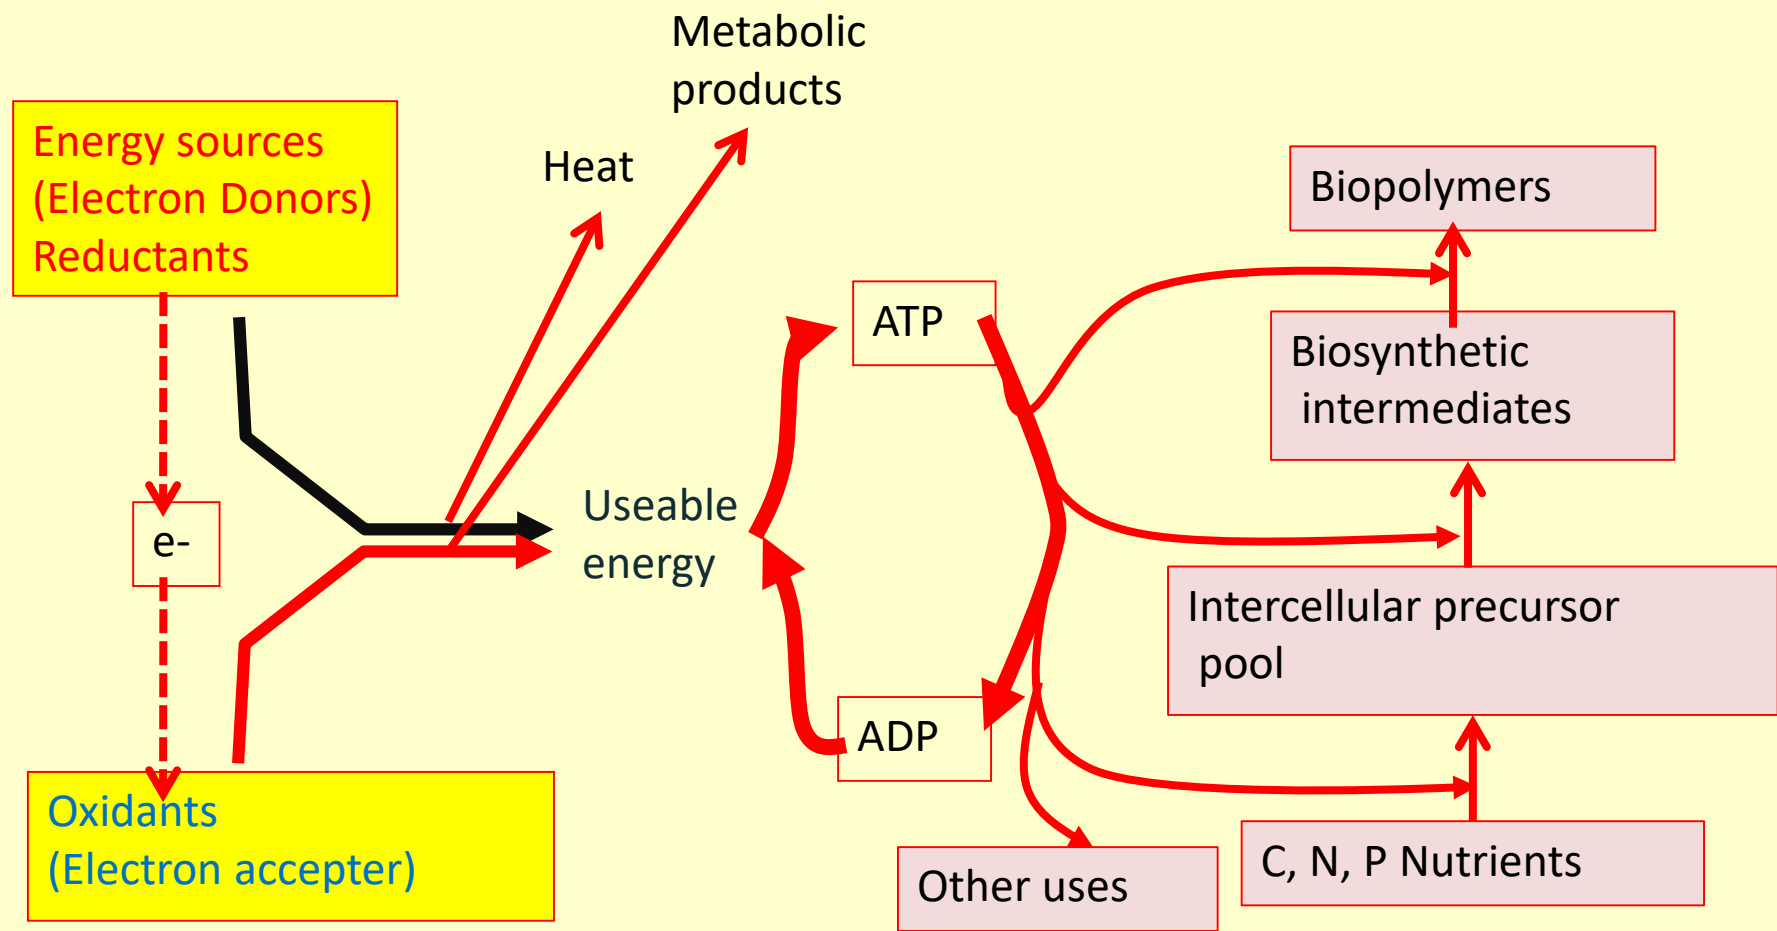 Metabolic
products
Energy sources
(Electron Donors)
Reductants
Heat
Biopolymers
ATP
Biosynthetic
intermediates
e-
Useable
energy
Intercellular precursor
pool
ADP
Oxidants
(Electron accepter)
Other uses
C, N, P Nutrients